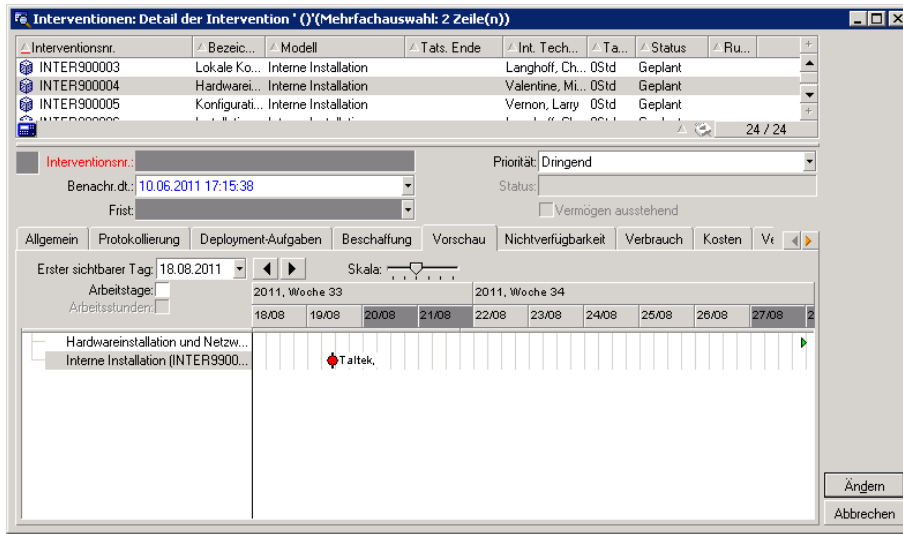 Interventionen: Detail der Intervention ' ()'(Mehrfachauswahl: 2 Zeile(n))
Interventionsnr. Bezeic... Modell Tats. Ende Int. Tech... Ta... Status Ru...
INTER900003 Lokale Ko... Interne Installation Langhoff, Ch... 0Std Geplant
INTER900004 Hardwarei... Interne Installation Valentine, Mi... 0Std Geplant
INTER900005 Konfigurati... Interne Installation Vernon, Larry 0Std Geplant
24 / 24
Interventionsnr.: Priorität: Dringend
Benachr.dt.: 10.06.2011 17:15:38 Status:
Frist: Vermögen ausstehend
Allgemein Protokollierung Deployment-Aufgaben Beschaffung Vorschau Nichtverfügbarkeit Verbrauch Kosten
Erster sichtbarer Tag: 18.08.2011 Skala:
Arbeitstage: 2011, Woche 33 2011, Woche 34
Arbeitsstunden:
18/08 19/08 20/08 21/08 22/08 23/08 24/08 25/08 26/08 27/08 2
Hardwareinstallation und Netzw...
Interne Installation (INTER9900... Taltek,
Ändern
Abbrechen